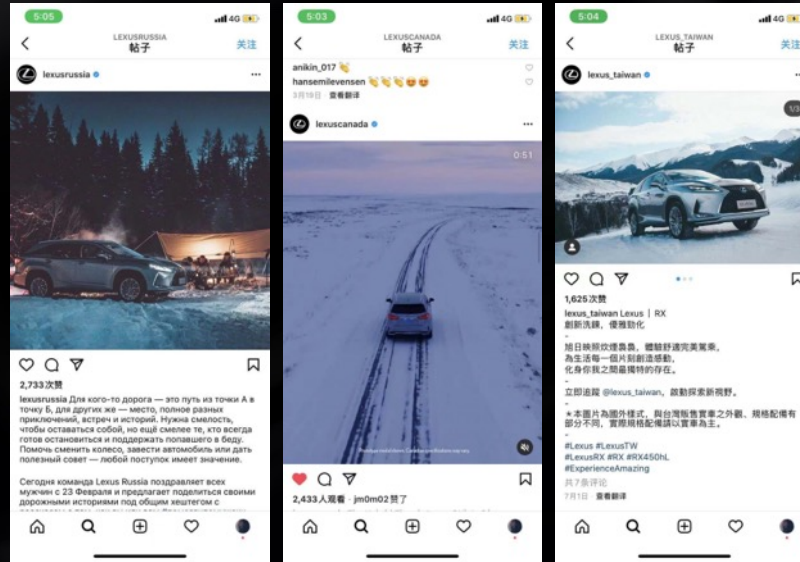 5:05
4G
LEXUSRUSSIA
帖子
关注
lexusrussia
2,733次赞
lexusrussia Для кого-то дорога — это путь из точки А в
точку Б, для других же — место, полное разных
приключений, встреч и историй. Нужна смелость,
чтобы оставаться собой, но ещё смелее те, кто всегда
готов остановиться и поддержать попавшего в беду.
Помочь сменить колесо, завести автомобиль или дать
полезный совет — любой поступок имеет значение.
Сегодня команда Lexus Russia поздравляет всех
мужчин с 23 Февраля и предлагает поделиться своими
дорожными историями под общим хештегом с
5:03
4G
LEXUSCANADA
帖子
关注
anikin_017
hansemilevensen
3月19日 · 查看翻译
lexuscanada
0:51
2,433人观看 · jm0m02赞了
5:04
4G
LEXUS_TAIWAN
帖子
关注
lexus_taiwan
1/3
1,625次赞
lexus_taiwan Lexus | RX
創新洗鍊，優雅勁化
-
旭日映照炊煙裊裊，體驗舒適完美駕乘。
為生活每一個片刻創造感動，
化身你我之間最獨特的存在。
-
立即追蹤 @lexus_taiwan，啟動探索新視野。
-
＊本圖片為國外樣式，與台灣販售實車之外觀、規格配備有
部分不同，實際規格配備請以實車為主。
-
#Lexus #LexusTW
#LexusRX #RX #RX450hL
#ExperienceAmazing
共7条评论
7月1日 · 查看翻译